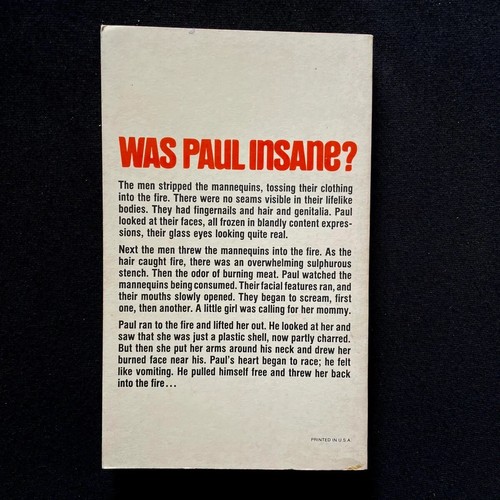 WAS PAUL INSANE?
The men stripped the mannequins, tossing their clothing
into the fire. There were no seams visible in their lifelike
bodies. They had fingernails and hair and genitalia. Paul
looked at their faces, all frozen in blandly content expres-
sions, their glass eyes looking quite real.
Next the men threw the mannequins into the fire. As the
hair caught fire, there was an overwhelming sulphurous
stench. Then the odor of burning meat. Paul watched the
mannequins being consumed. Their facial features ran, and
their mouths slowly opened. They began to scream, first
one, then another. A little girl was calling for her mommy.
Paul ran to the fire and lifted her out. He looked at her and
saw that she was just a plastic shell, now partly charred.
But then she put her arms around his neck and drew her
burned face near his. Paul's heart began to race; he felt
like vomiting. He pulled himself free and threw her back
into the fire...
PRINTED IN U S A